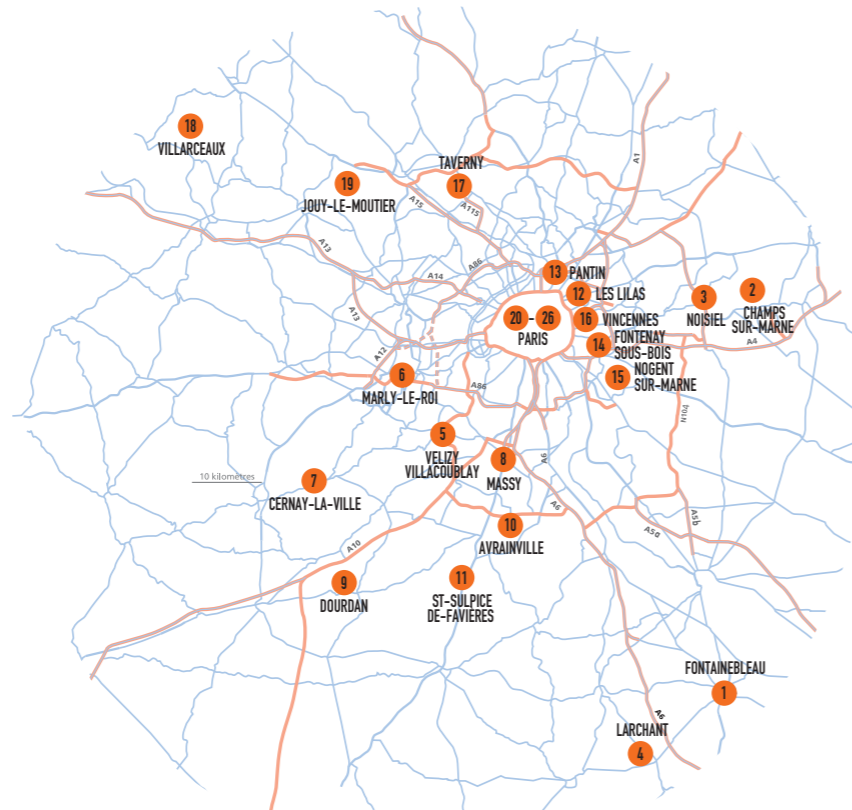 18
VILLARCEAUX
19
JOUY-LE-MOUTIER
TAVERNY
17
A115
A15
A1
A13
A14
A86
A13
A12
13
PANTIN
12
LES LILAS
20 - 26
PARIS
16
VINCENNES
14
FONTENAY
SOUS-BOIS
15
NOGENT
SUR-MARNE
3
NOISIEL
2
CHAMPS
SUR-MARNE
A4
N104
6
MARLY-LE-ROI
A86
5
VELIZY
VILLACOUBLAY
8
MASSY
A6
A6
10 kilomètres
7
CERNAY-LA-VILLE
10
AVRAINVILLE
A10
A5a
A5b
9
DOURDAN
11
ST-SULPICE
DE-FAVIÈRES
FONTAINEBLEAU
1
A6
LARCHANT
4